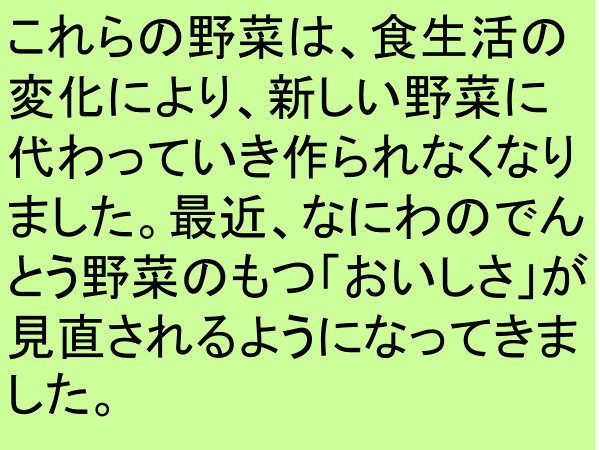 これらの野菜は、食生活の
変化により、新しい野菜に
代わっていき作られなくなり
ました。最近、なにわのでん
とう野菜のもつ「おいしさ」が
見直されるようになってきま
した。